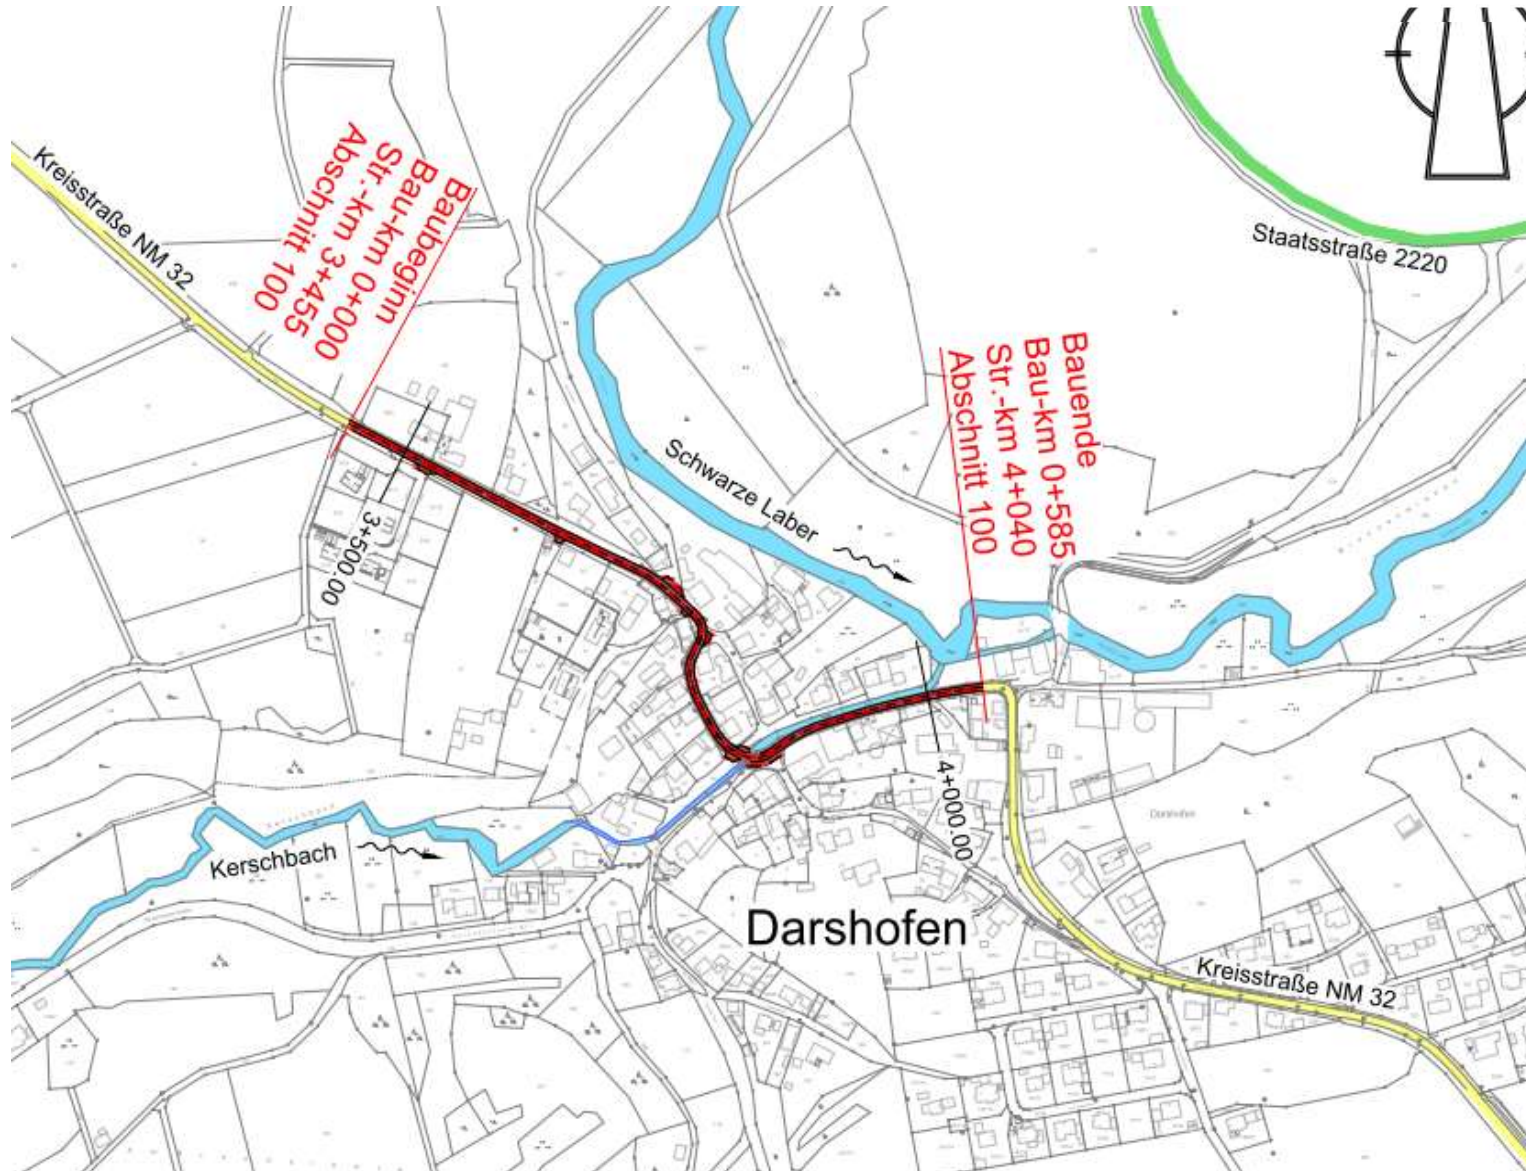 Kreisstraße NM 32
Baubeginn
Bau-km 0+000
Str.-km 3+455
Abschnitt 100
Staatsstraße 2220
Bauende
Bau-km 0+585
Str.-km 4+040
Abschnitt 100
Schwarze Laber
3+500.00
4+000.00
Kerschbach
Darshofen
Darshofen
Kreisstraße NM 32